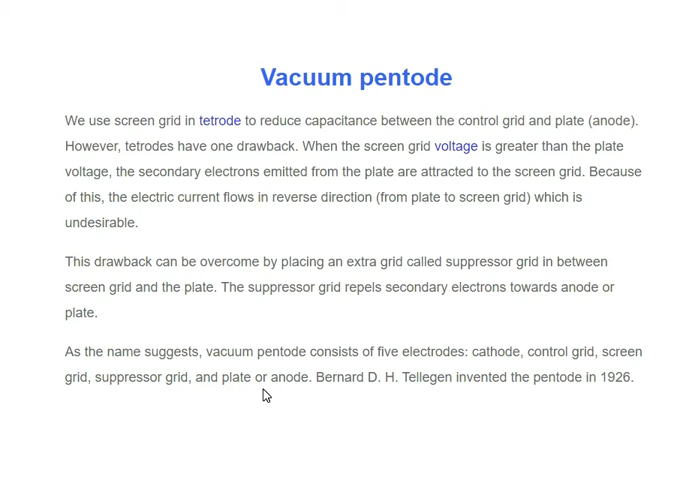 Vacuum pentode
We use screen grid in tetrode to reduce capacitance between the control grid and plate (anode).
However, tetrodes have one drawback. When the screen grid voltage is greater than the plate
voltage, the secondary electrons emitted from the plate are attracted to the screen grid. Because
of this, the electric current flows in reverse direction (from plate to screen grid) which is
undesirable.
This drawback can be overcome by placing an extra grid called suppressor grid in between
screen grid and the plate. The suppressor grid repels secondary electrons towards anode or
plate.
As the name suggests, vacuum pentode consists of five electrodes: cathode, control grid, screen
grid, suppressor grid, and plate or anode. Bernard D. H. Tellegen invented the pentode in 1926.